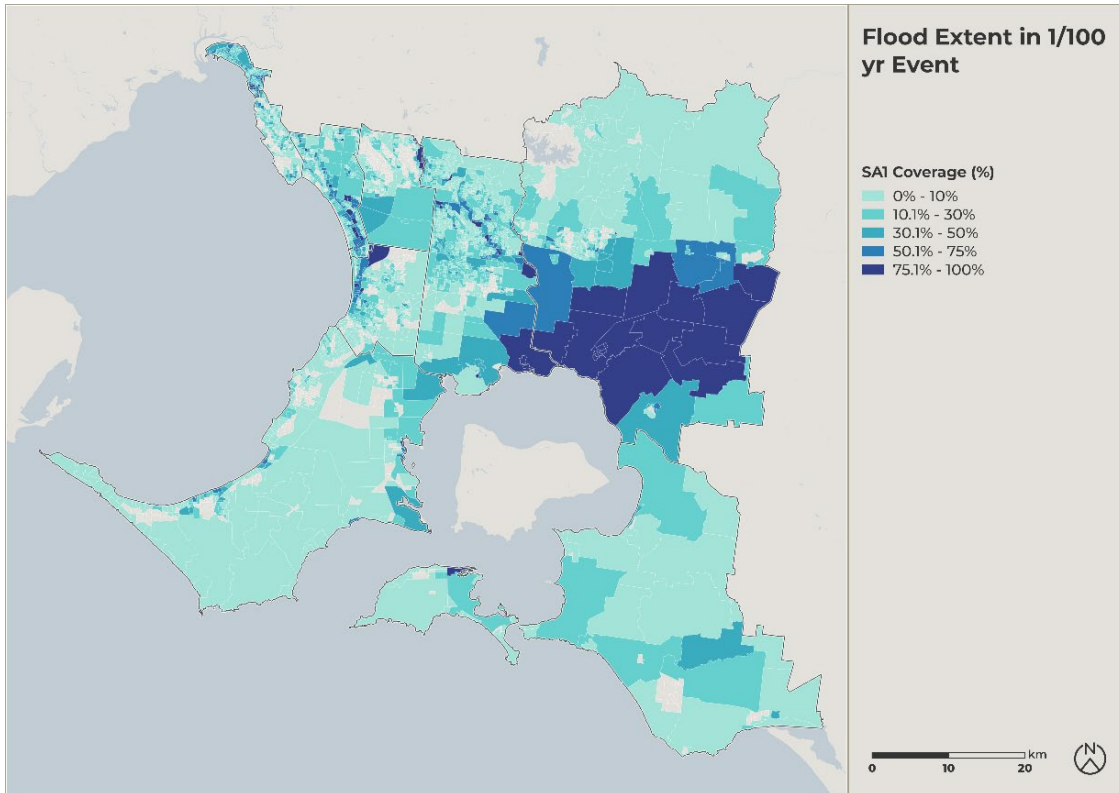 Flood Extent in 1/100
yr Event
SA1 Coverage (%)
0% - 10%
10.1% - 30%
30.1% - 50%
50.1% - 75%
75.1% - 100%
km
0 10 20
N